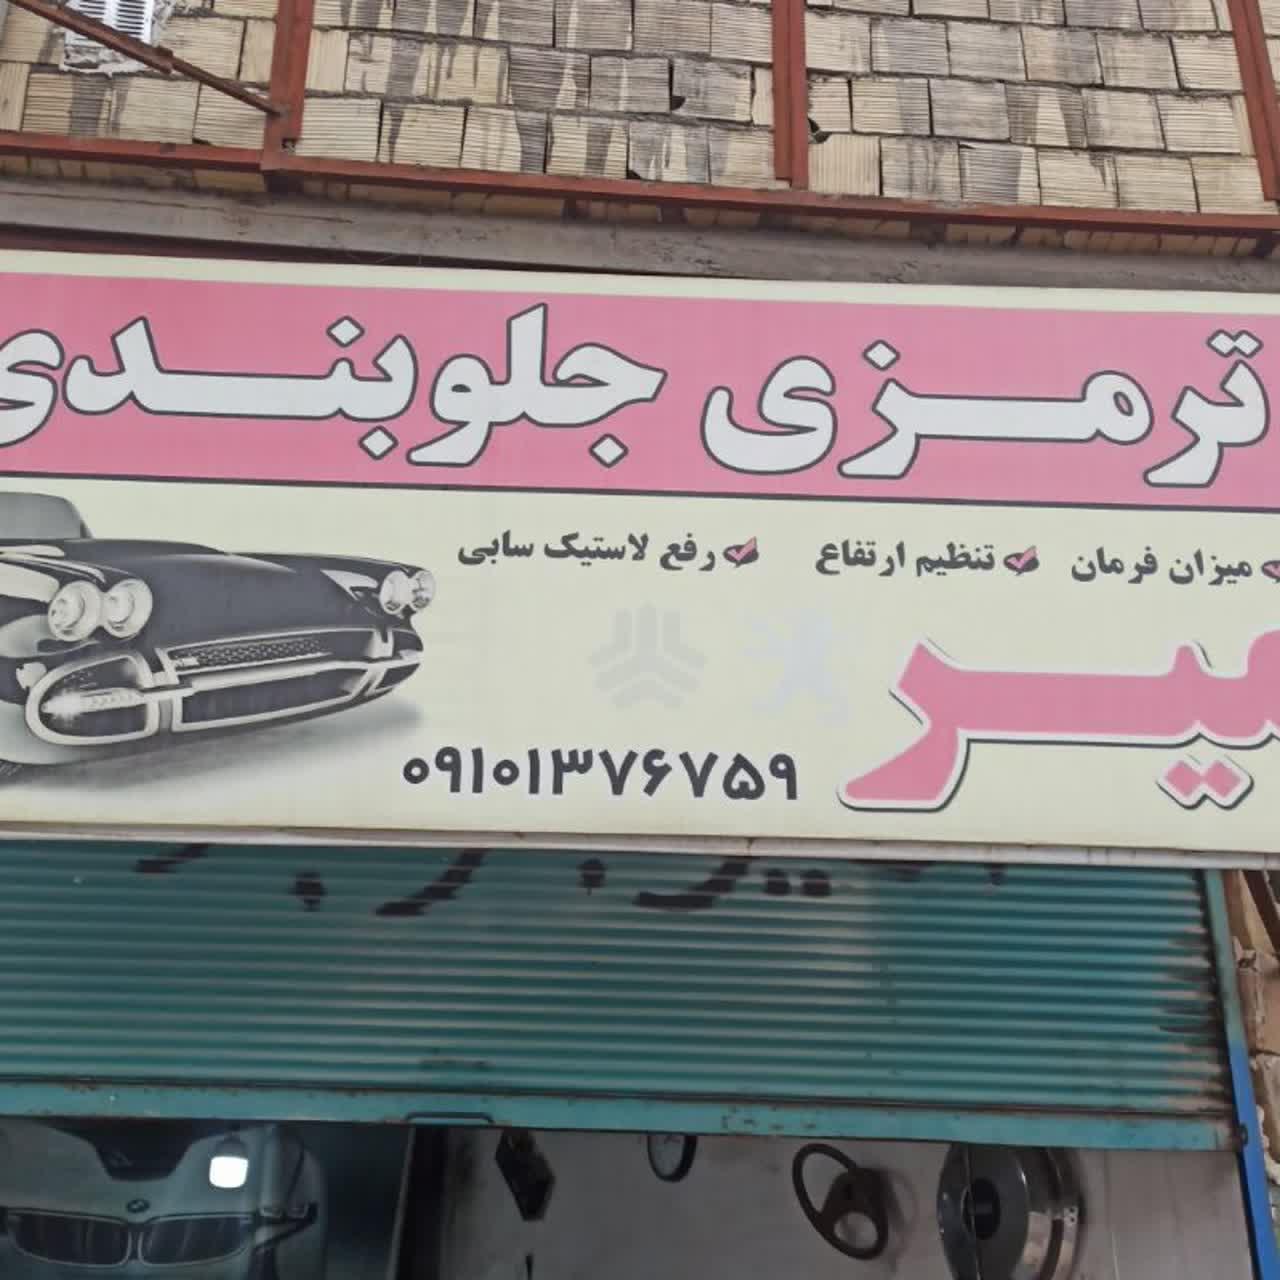 ترمزی جلوبندی
میزان فرمان تنظیم ارتفاع رفع لاستیک سابی
۰۹۱۰۱۳۷۶۷۵۹